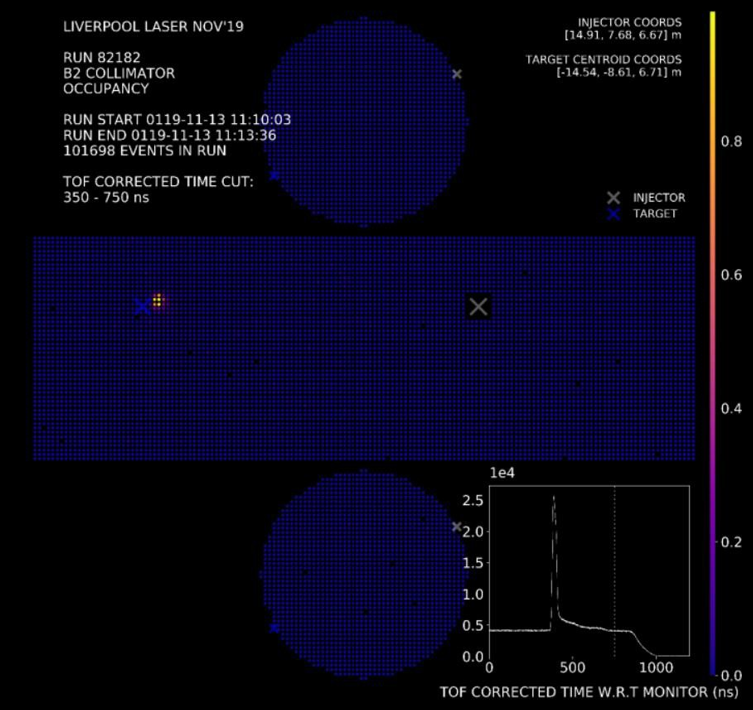 LIVERPOOL LASER NOV'19
RUN 82182
B2 COLLIMATOR
OCCUPANCY
RUN START 0119-11-13 11:10:03
RUN END 0119-11-13 11:13:36
101698 EVENTS IN RUN
TOF CORRECTED TIME CUT:
350 - 750 ns
INJECTOR COORDS
[14.91, 7.68, 6.67] m
TARGET CENTROID COORDS
[-14.54, -8.61, 6.71] m
INJECTOR
TARGET
0.8
0.6
0.4
0.2
0.0
1e4
2.5
2.0
1.5
1.0
0.5
0.0
0 500 1000
TOF CORRECTED TIME W.R.T MONITOR (ns)